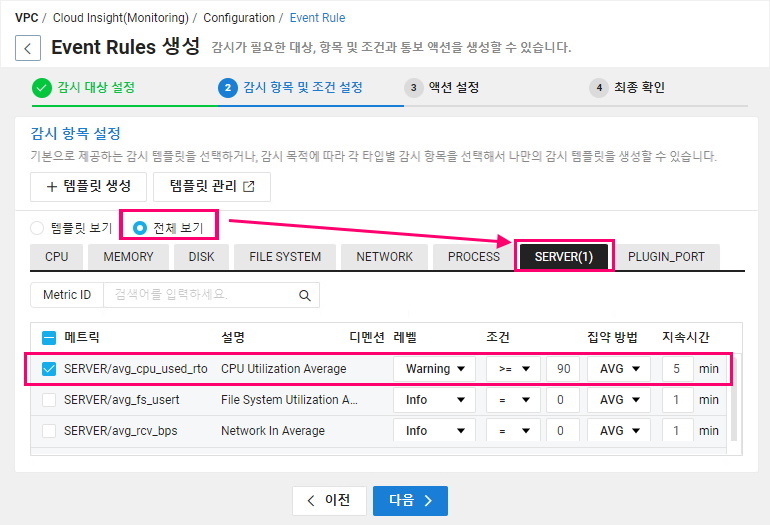 VPC / Cloud Insight(Monitoring) / Configuration / Event Rule
Event Rules 생성 감시가 필요한 대상, 항목 및 조건과 통보 액션을 생성할 수 있습니다.
감시 대상 설정 2 감시 항목 및 조건 설정 3 액션 설정 4 최종 확인
감시 항목 설정
기본으로 제공하는 감시 템플릿을 선택하거나, 감시 목적에 따라 각 타입별 감시 항목을 선택해서 나만의 감시 템플릿을 생성할 수 있습니다.
+ 템플릿 생성 템플릿 관리
템플릿 보기 전체 보기
CPU MEMORY DISK FILE SYSTEM NETWORK PROCESS SERVER(1) PLUGIN_PORT
Metric ID 검색어를 입력하세요.
메트릭 설명 디멘션 레벨 조건 집약 방법 지속시간
SERVER/avg_cpu_used_rto CPU Utilization Average Warning >= 90 AVG 5 min
SERVER/avg_fs_usert File System Utilization A... Info = 0 AVG 1 min
SERVER/avg_rcv_bps Network In Average Info = 0 AVG 1 min
< 이전 다음 >